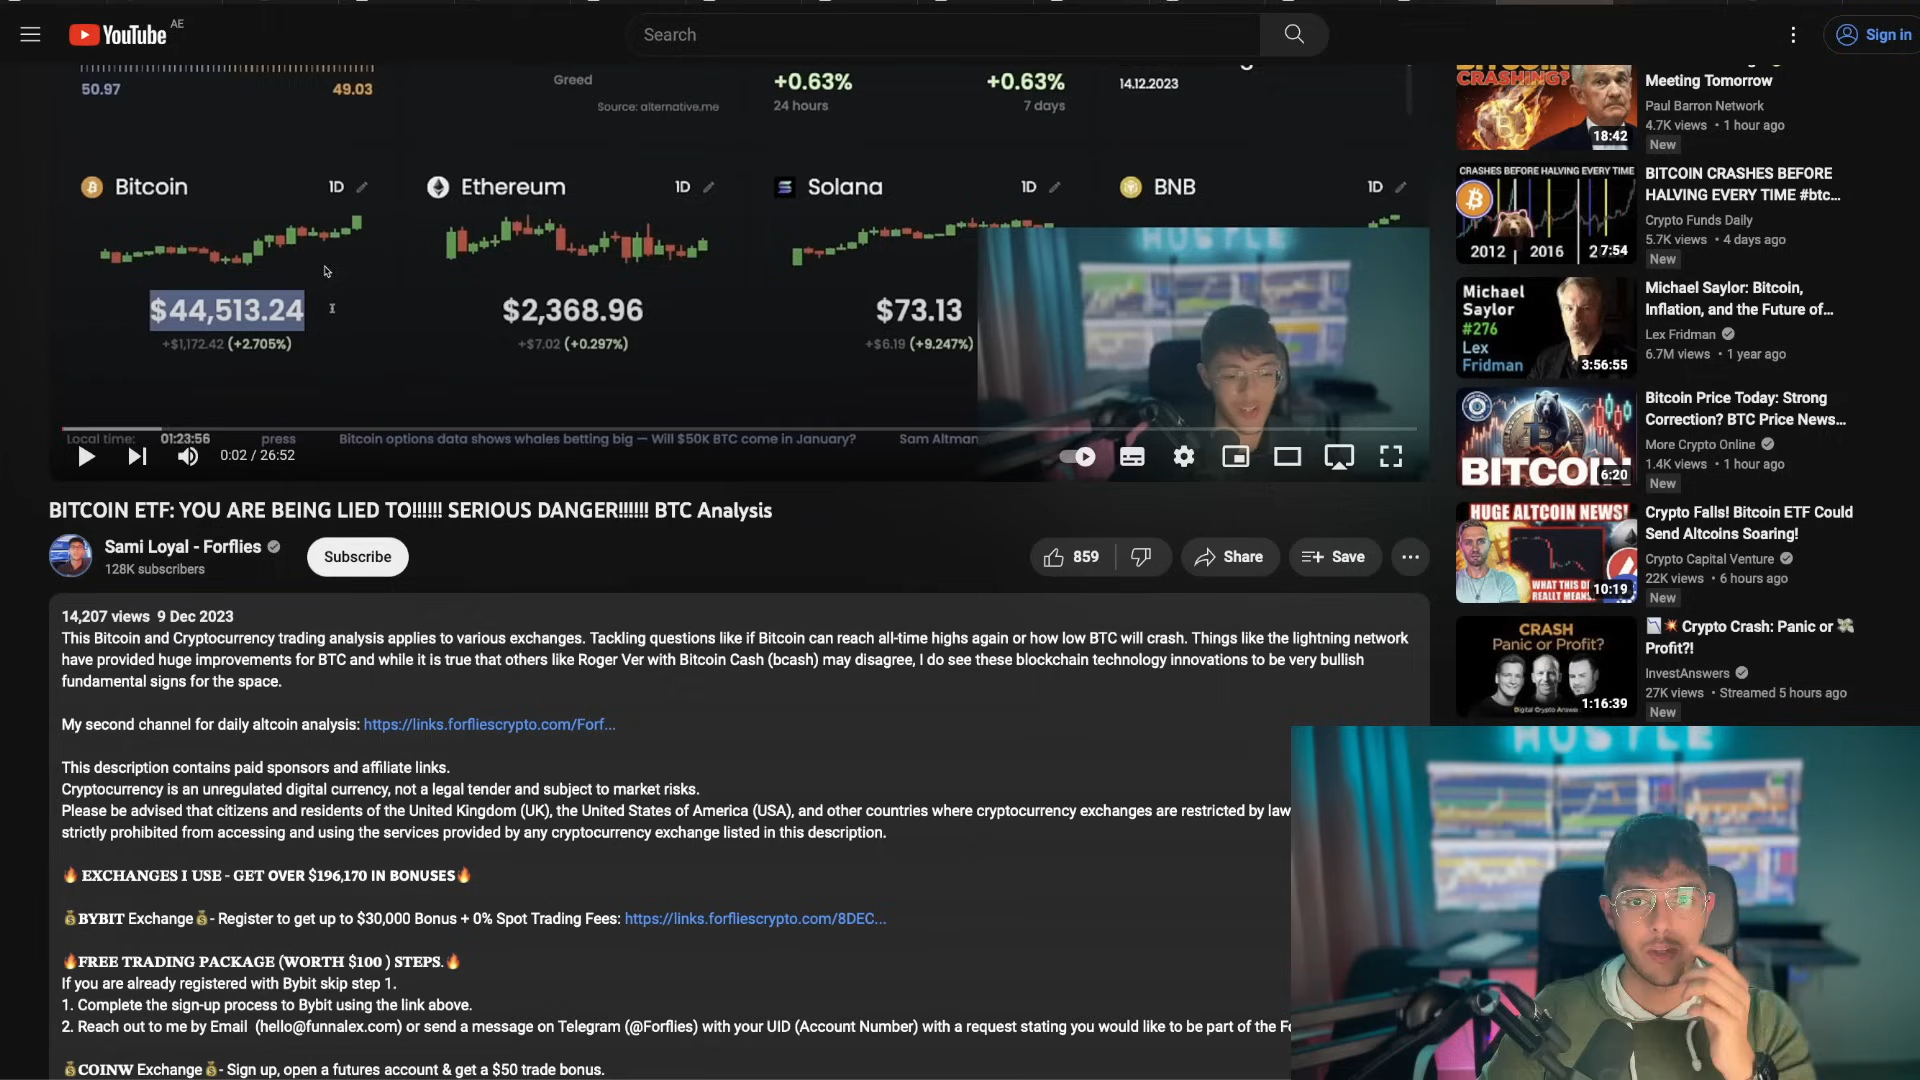 YouTube AE
Search
Sign in
50.97
49.03
Greed
Source: alternative.me
+0.63%
24 hours
+0.63%
7 days
14.12.2023
Bitcoin
1D
Ethereum
1D
Solana
1D
BNB
1D
$44,513.24
+$1,172.42 (+2.705%)
$2,368.96
+$7.02 (+0.297%)
$73.13
+$6.19 (+9.247%)
HUSTLE
Local time:
01:23:56
press
Bitcoin options data shows whales betting big — Will $50K BTC come in January?
Sam Altman
0:02 / 26:52
BITCOIN ETF: YOU ARE BEING LIED TO!!!!!! SERIOUS DANGER!!!!!! BTC Analysis
Sami Loyal - Forflies
128K subscribers
Subscribe
859
Share
Save
14,207 views 9 Dec 2023
This Bitcoin and Cryptocurrency trading analysis applies to various exchanges. Tackling questions like if Bitcoin can reach all-time highs again or how low BTC will crash. Things like the lightning network
have provided huge improvements for BTC and while it is true that others like Roger Ver with Bitcoin Cash (bcash) may disagree, I do see these blockchain technology innovations to be very bullish
fundamental signs for the space.
My second channel for daily altcoin analysis: https://links.forfliescrypto.com/Forf...
This description contains paid sponsors and affiliate links.
Cryptocurrency is an unregulated digital currency, not a legal tender and subject to market risks.
Please be advised that citizens and residents of the United Kingdom (UK), the United States of America (USA), and other countries where cryptocurrency exchanges are restricted by law
strictly prohibited from accessing and using the services provided by any cryptocurrency exchange listed in this description.
🔥 EXCHANGES I USE - GET OVER $196,170 IN BONUSES🔥
💰BYBIT Exchange💰- Register to get up to $30,000 Bonus + 0% Spot Trading Fees: https://links.forfliescrypto.com/8DEC...
🔥FREE TRADING PACKAGE (WORTH $100 ) STEPS.🔥
If you are already registered with Bybit skip step 1.
1. Complete the sign-up process to Bybit using the link above.
2. Reach out to me by Email (hello@funnalex.com) or send a message on Telegram (@Forflies) with your UID (Account Number) with a request stating you would like to be part of the Fo
💰COINW Exchange💰- Sign up, open a futures account & get a $50 trade bonus.
BITCOIN
CRASHING?
18:42
Meeting Tomorrow
Paul Barron Network
4.7K views • 1 hour ago
New
CRASHES BEFORE HALVING EVERY TIME
2012
2016
2
7:54
BITCOIN CRASHES BEFORE
HALVING EVERY TIME #btc...
Crypto Funds Daily
5.7K views • 4 days ago
New
Michael
Saylor
#276
Lex
Fridman
3:56:55
Michael Saylor: Bitcoin,
Inflation, and the Future of...
Lex Fridman
6.7M views • 1 year ago
BITCOIN
6:20
Bitcoin Price Today: Strong
Correction? BTC Price News...
More Crypto Online
1.4K views • 1 hour ago
New
HUGE ALTCOIN NEWS!
WHAT THIS
REALLY MEANS
10:19
Crypto Falls! Bitcoin ETF Could
Send Altcoins Soaring!
Crypto Capital Venture
22K views • 6 hours ago
New
CRASH
Panic or Profit?
Digital Crypto Answe
1:16:39
📉💥 Crypto Crash: Panic or 💸
Profit?!
InvestAnswers
27K views • Streamed 5 hours ago
New
HUSTLE